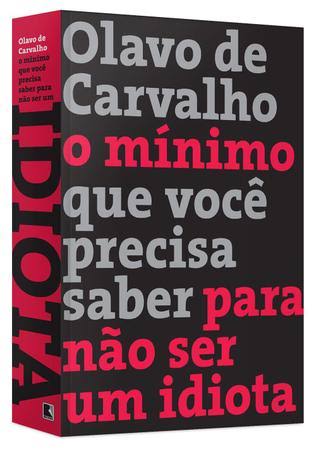 Olavo de Carvalho
o mínimo
que você
precisa
saber para
não ser um
IDIOTA
Olavo de
Carvalho
o mínimo
que você
precisa
saber para
não ser
um idiota